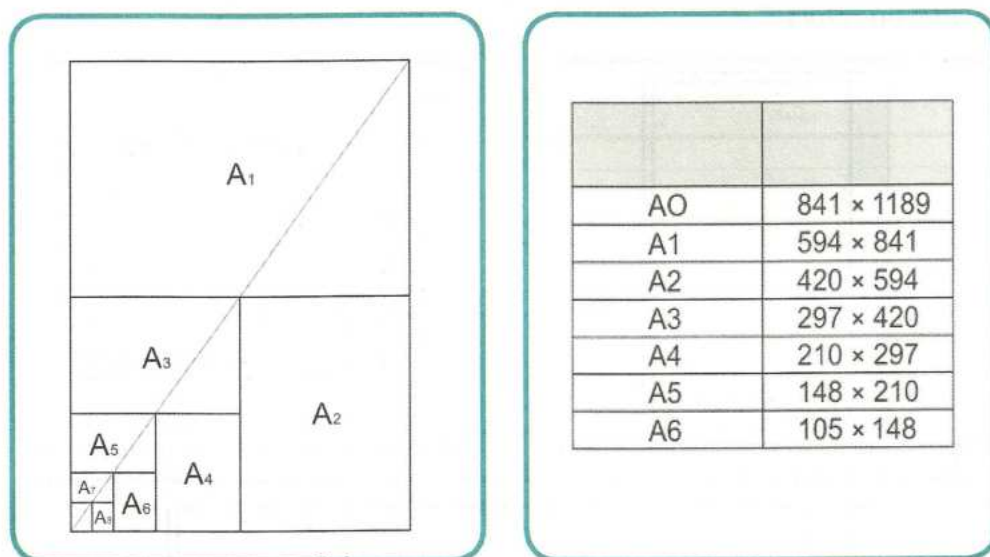 A1
A3
A2
A5
A4
A7
A6
A8
AO 841 × 1189
A1 594 × 841
A2 420 × 594
A3 297 × 420
A4 210 × 297
A5 148 × 210
A6 105 × 148